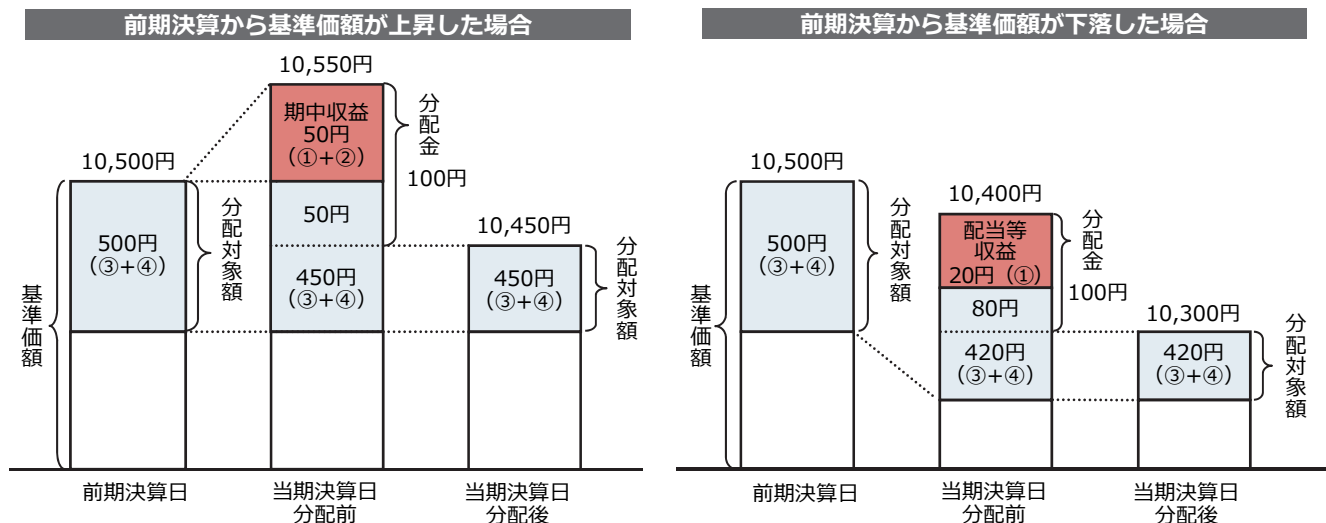 前期決算から基準価額が上昇した場合
10,550円
期中収益
50円
（①＋②）
分配金
100円
10,500円
500円
（③＋④）
分配対象額
50円
450円
（③＋④）
10,450円
450円
（③＋④）
分配対象額
基準価額
前期決算日
当期決算日
分配前
当期決算日
分配後
前期決算から基準価額が下落した場合
10,500円
500円
（③＋④）
分配対象額
10,400円
配当等
収益
20円（①）
分配金
100円
80円
420円
（③＋④）
10,300円
420円
（③＋④）
分配対象額
基準価額
前期決算日
当期決算日
分配前
当期決算日
分配後